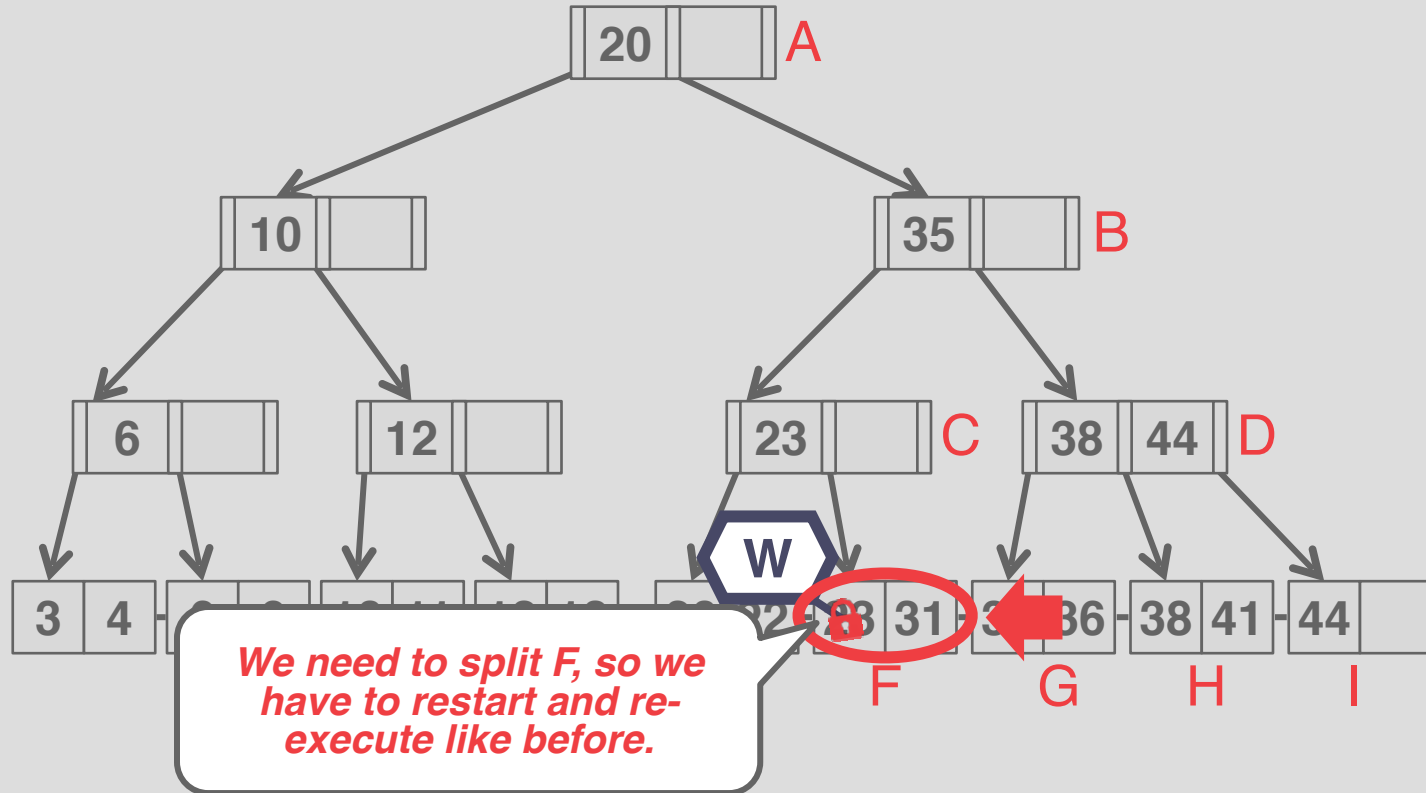 20 A
10 35 B
6 12 23 C 38 44 D
W
3 4 31 36 38 41 44
F G H I
We need to split F, so we
have to restart and re-
execute like before.